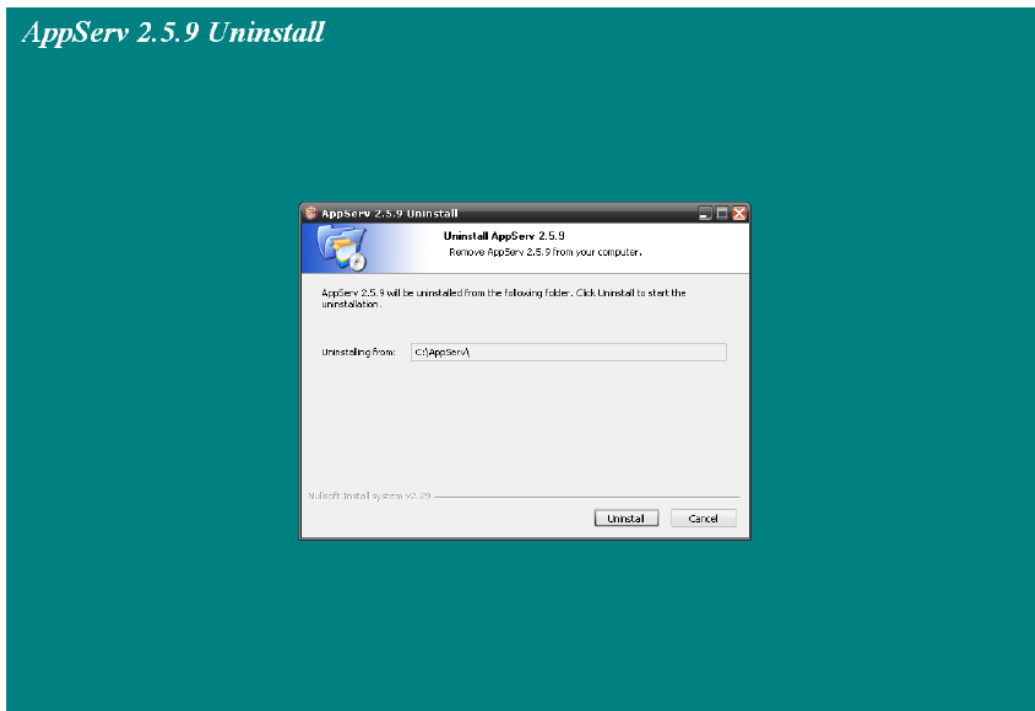 AppServ 2.5.9 Uninstall
AppServ 2.5.9 Uninstall
Uninstall AppServ 2.5.9
Remove AppServ 2.5.9 from your computer.
AppServ 2.5.9 will be uninstalled from the following folder. Click Uninstall to start the
uninstallation.
Uninstalling from: C:\AppServ\
Nullsoft Install system v2.29
Uninstall Cancel